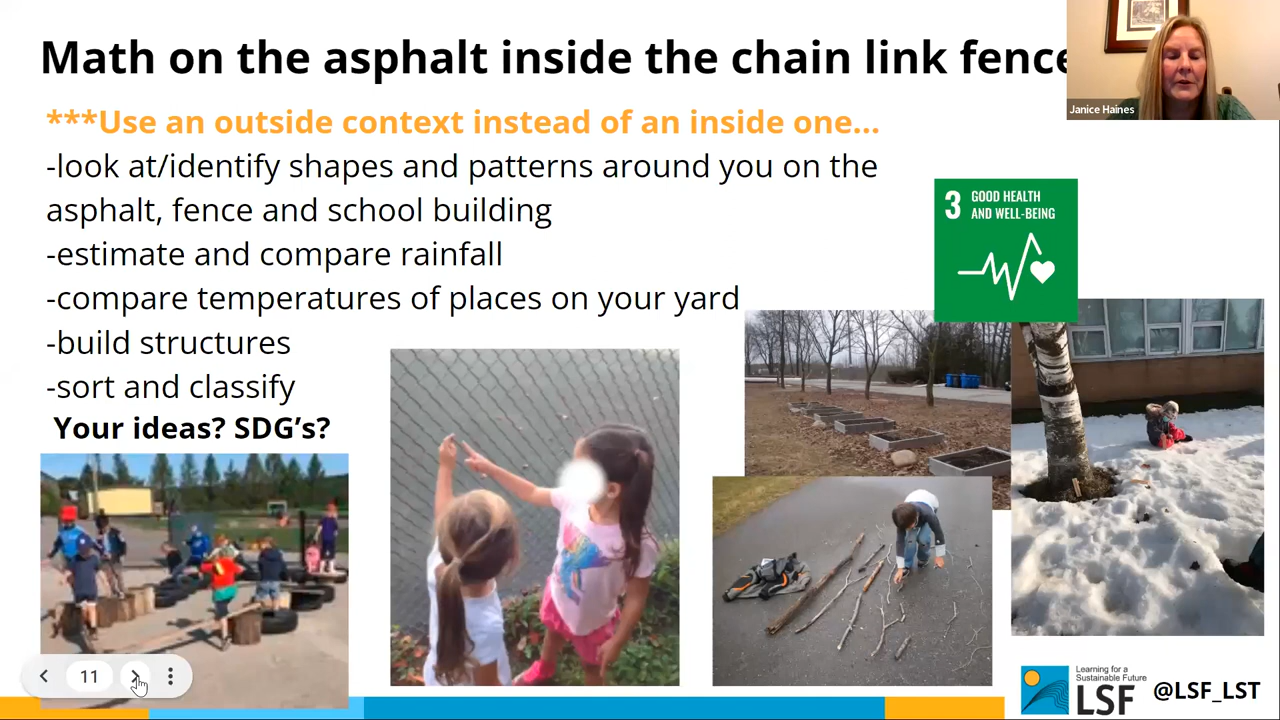 Math on the asphalt inside the chain link fence
Janice Haines
***Use an outside context instead of an inside one...
-look at/identify shapes and patterns around you on the
asphalt, fence and school building
-estimate and compare rainfall
-compare temperatures of places on your yard
-build structures
-sort and classify
Your ideas? SDG's?
3 GOOD HEALTH
AND WELL-BEING
11
Learning for a
Sustainable Future
LSF
@LSF_LST